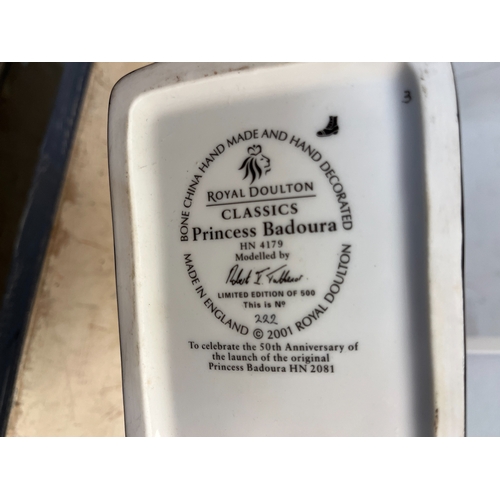 3
BONE CHINA HAND MADE AND HAND DECORATED
ROYAL DOULTON
CLASSICS
Princess Badoura
HN 4179
Modelled by
LIMITED EDITION OF 500
This is Nº
222
MADE IN ENGLAND © 2001 ROYAL DOULTON
To celebrate the 50th Anniversary of
the launch of the original
Princess Badoura HN 2081